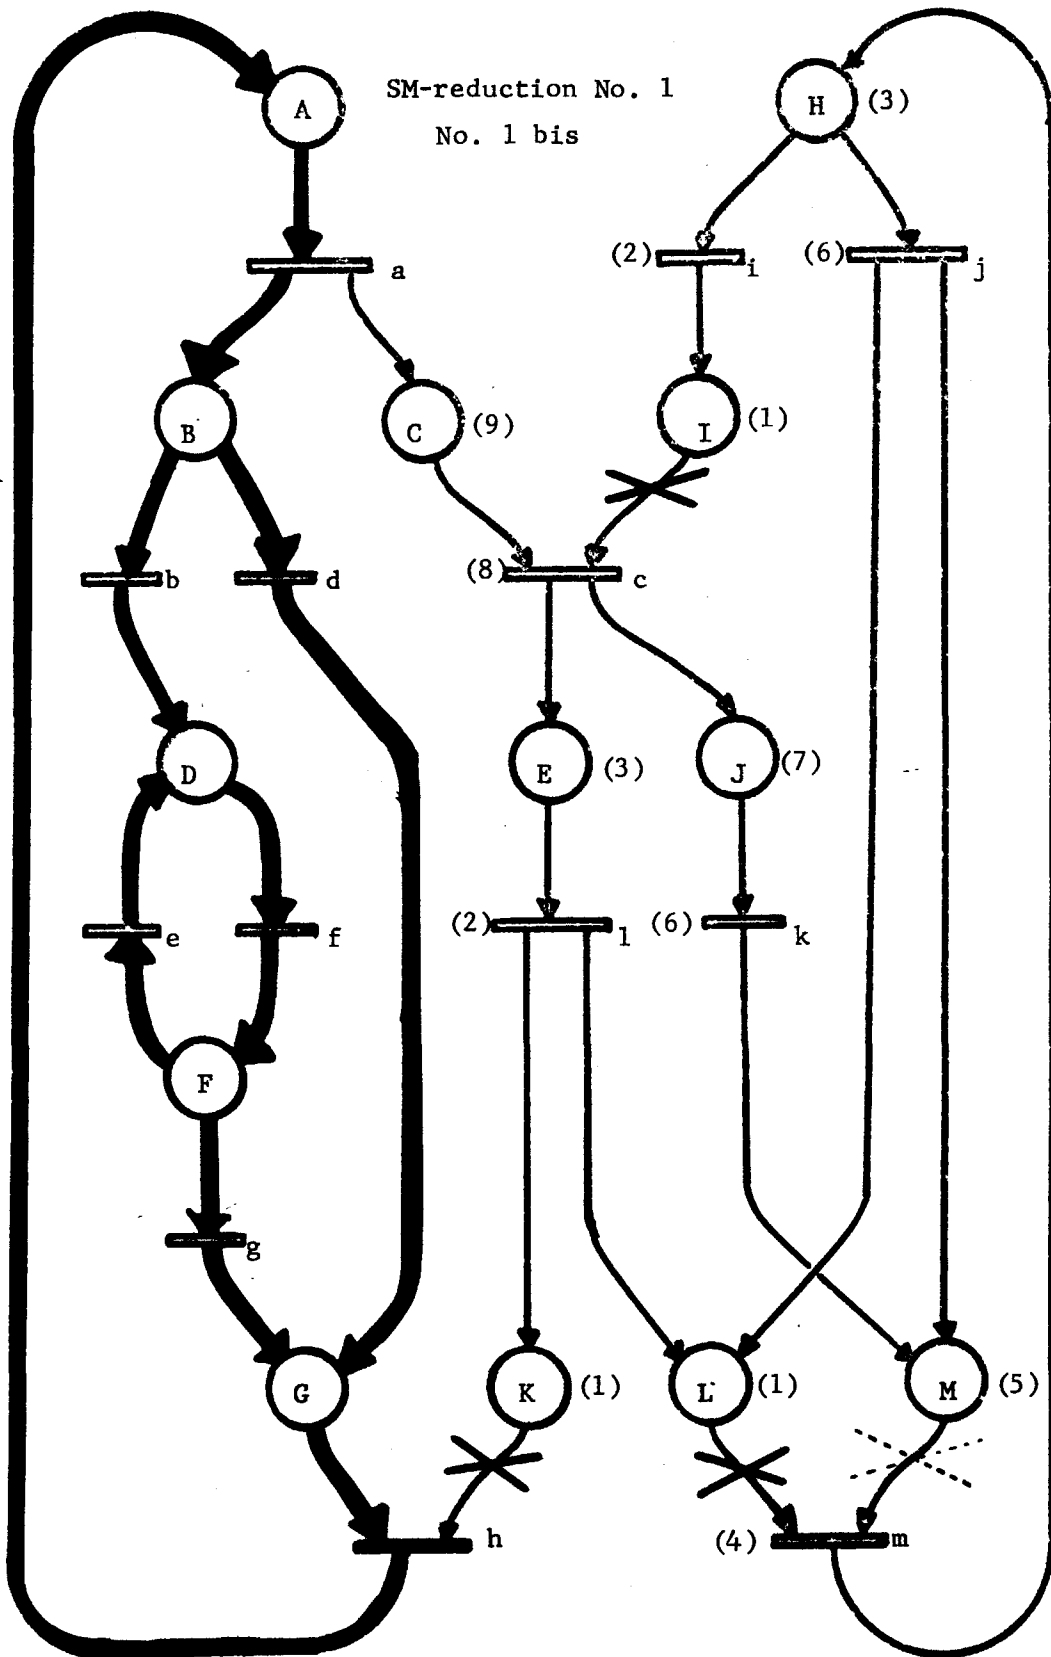 SM-reduction No. 1
No. 1 bis
A
H (3)
a
(2) i
(6) j
B
C (9)
I (1)
b
d
(8) c
D
E (3)
J (7)
e
f
(2) l
(6) k
F
g
G
K (1)
L (1)
M (5)
h
(4) m